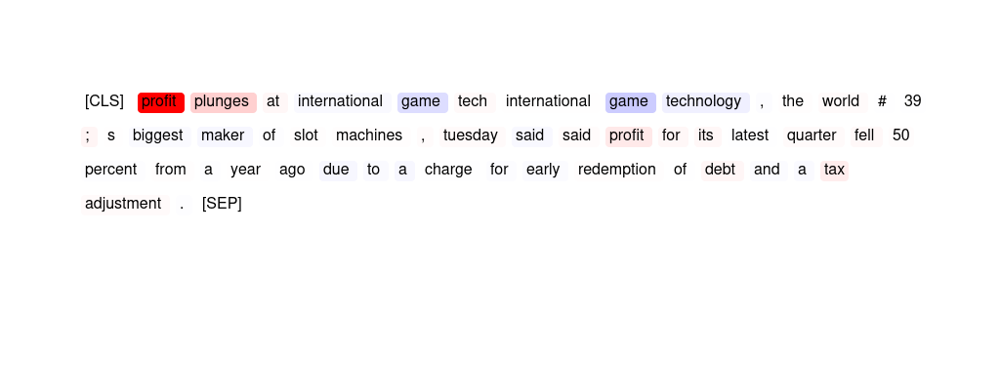 [CLS] profit plunges at international game tech international game technology , the world # 39
; s biggest maker of slot machines , tuesday said said profit for its latest quarter fell 50
percent from a year ago due to a charge for early redemption of debt and a tax
adjustment . [SEP]